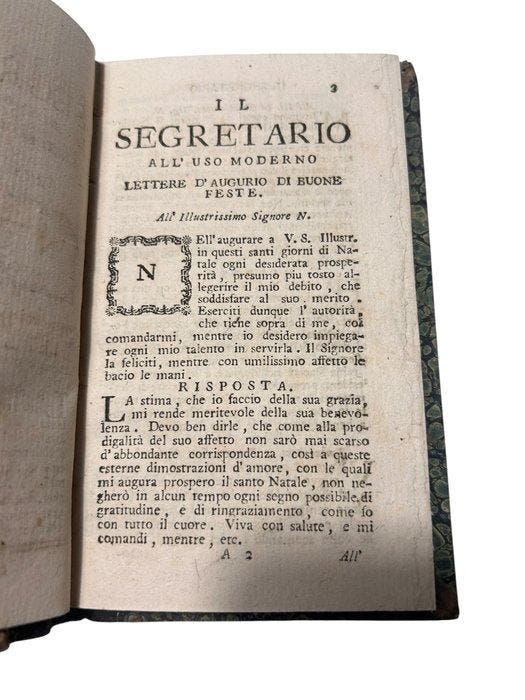 3
IL
SEGRETARIO
ALL' USO MODERNO
LETTERE D'AUGURIO DI BUONE
FESTE.
All' Illustrissimo Signore N.
NEll'augurare a V. S. Illustr.
in questi santi giorni di Na-
tale ogni desiderata prospe-
rità, presumo piu tosto al-
legerire il mio debito, che
soddisfare al suo merito.
Eserciti dunque l'autorità,
che tiene sopra di me, col
comandarmi, mentre io desidero impiega-
re ogni mio talento in servirla. Il Signore
la feliciti, mentre con umilissimo affetto le
bacio le mani.
RISPOSTA.
LA stima, che io faccio della sua grazia,
mi rende meritevole della sua benevo-
lenza. Devo ben dirle, che come alla pro-
digalità del suo affetto non sarò mai scarso
d'abbondante corrispondenza, così a queste
esterne dimostrazioni d'amore, con le quali
mi augura prospero il santo Natale, non ne-
gherò in alcun tempo ogni segno possibile di
gratitudine, e di ringraziamento, come fo
con tutto il cuore. Viva con salute, e mi
comandi, mentre, etc.
A 2 All'